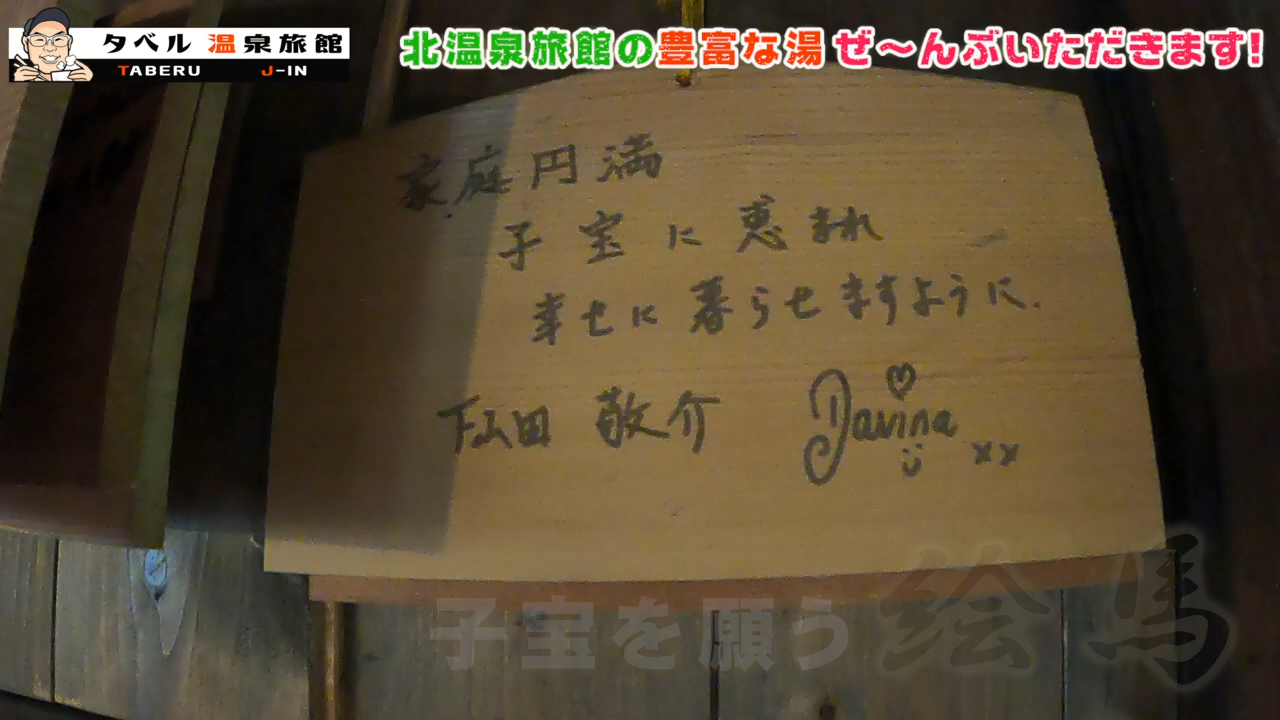 タベル 温泉旅館
TABERU J-IN
北温泉旅館の豊富な湯 ぜ~んぶいただきます!
家庭円満
子宝に恵まれ
幸せに暮らせますように.
下山田 敬介 Davina xx
子宝を願う 絵馬